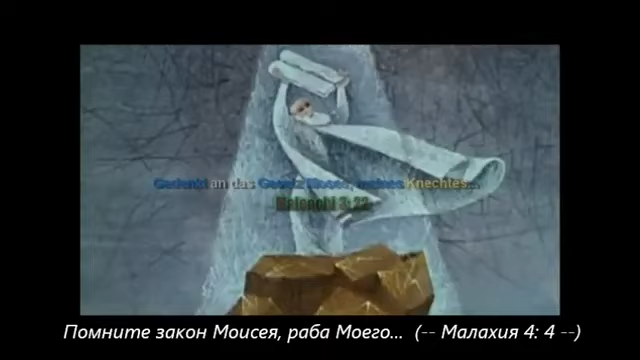 Gedenkt an das Gesetz Moses, meines Knechtes...
Maleachi 3:22
Помните закон Моисея, раба Моего... (-- Малахия 4: 4 --)